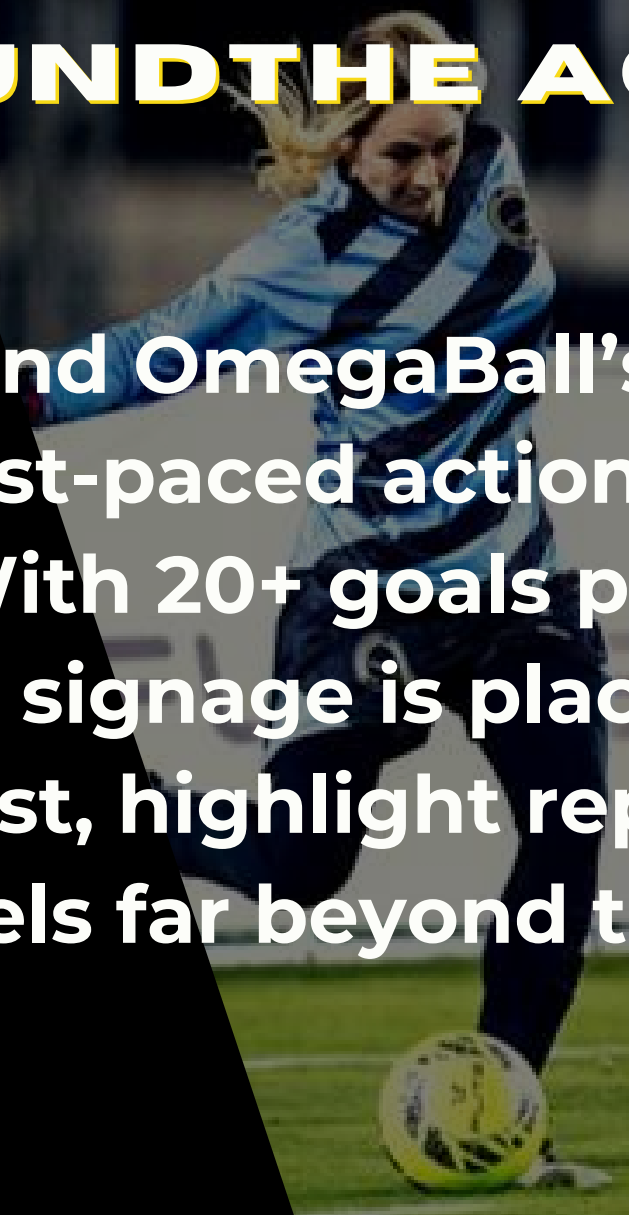 UNDTHE AC
nd OmegaBall's
st-paced action
With 20+ goals p
signage is plac
st, highlight rep
els far beyond t